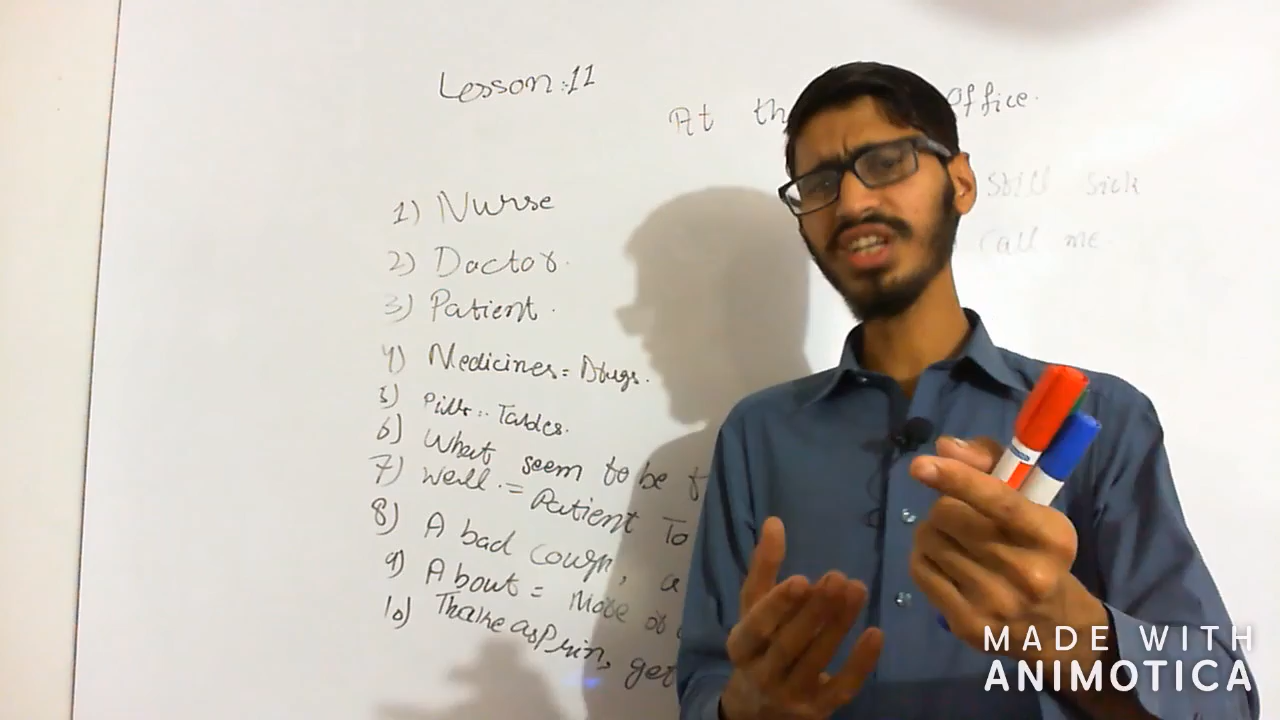 Lesson:11
At th Office.
1) Nurse
still sick
2) Doctor.
call me.
3) Patient.
4) Medicines = Drugs.
5) Pills = Tables.
6) What seem to be t
7) Well. = Patient To
8) A bad cough, a
9) About = More or
10) Thake asprin, get
MADE WITH
ANIMOTICA